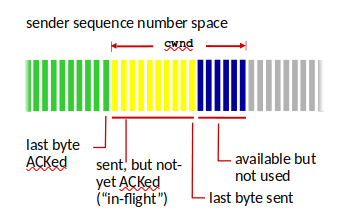 sender sequence number space
cwnd
last byte
ACKed
sent, but not-
yet ACKed
(“in-flight”)
available but
not used
last byte sent